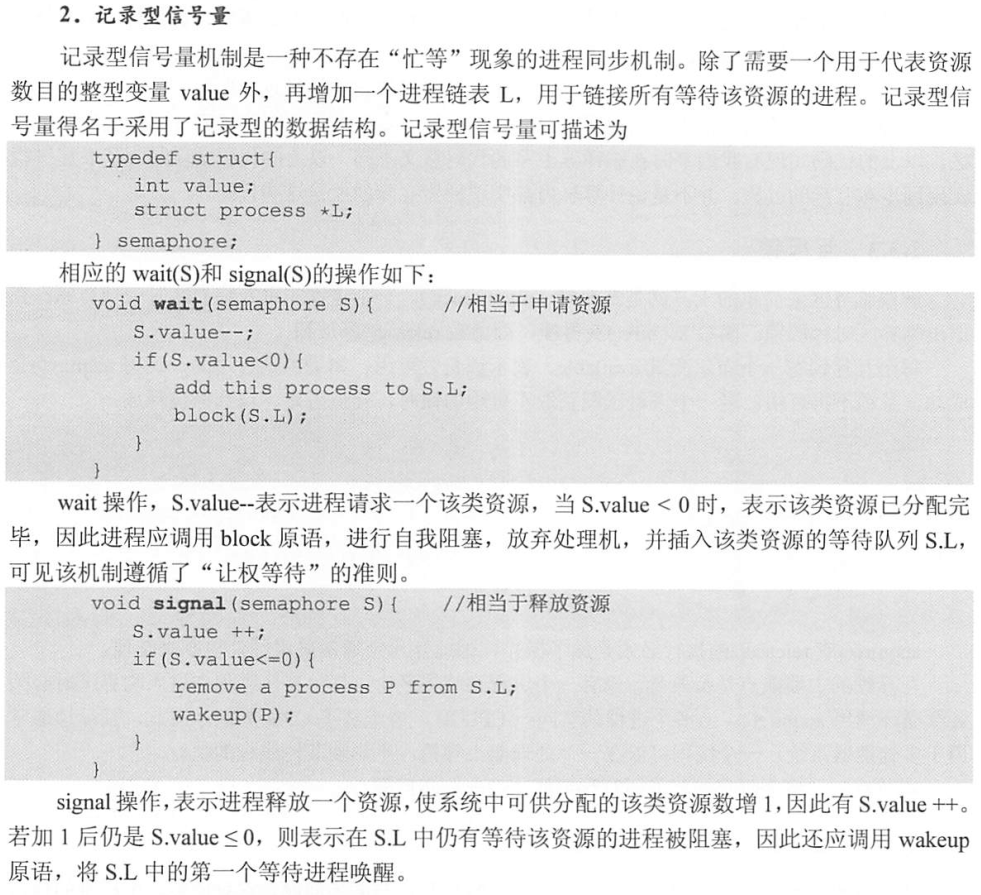 2. 记录型信号量
记录型信号量机制是一种不存在“忙等”现象的进程同步机制。除了需要一个用于代表资源
数目的整型变量 value 外，再增加一个进程链表 L，用于链接所有等待该资源的进程。记录型信
号量得名于采用了记录型的数据结构。记录型信号量可描述为
typedef struct{
int value;
struct process *L;
} semaphore;
相应的 wait(S)和 signal(S)的操作如下：
void wait(semaphore S){ //相当于申请资源
S.value--;
if(S.value<0){
add this process to S.L;
block(S.L);
}
}
wait 操作，S.value--表示进程请求一个该类资源，当 S.value < 0 时，表示该类资源已分配完
毕，因此进程应调用 block 原语，进行自我阻塞，放弃处理机，并插入该类资源的等待队列 S.L，
可见该机制遵循了“让权等待”的准则。
void signal(semaphore S){ //相当于释放资源
S.value ++;
if(S.value<=0){
remove a process P from S.L;
wakeup(P);
}
}
signal 操作，表示进程释放一个资源，使系统中可供分配的该类资源数增 1，因此有 S.value ++。
若加 1 后仍是 S.value ≤ 0，则表示在 S.L 中仍有等待该资源的进程被阻塞，因此还应调用 wakeup
原语，将 S.L 中的第一个等待进程唤醒。